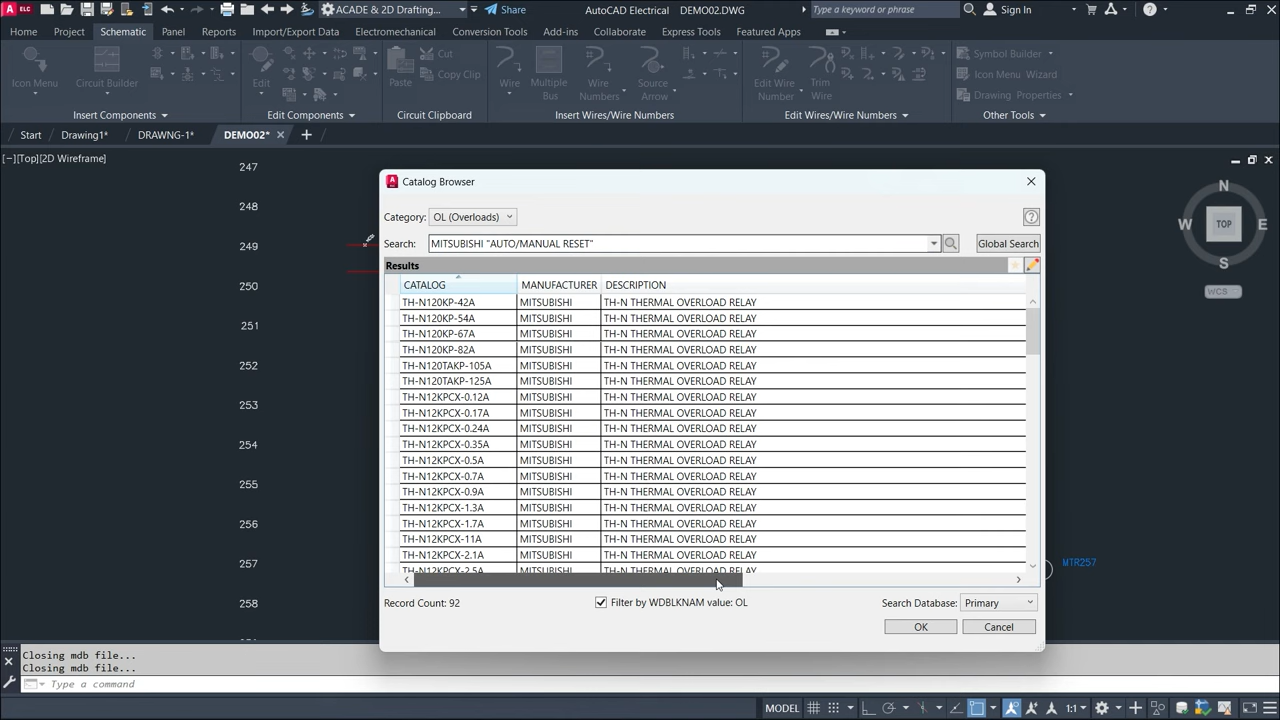 A ELC ACADE & 2D Drafting... Share AutoCAD Electrical DEMO02.DWG Type a keyword or phrase Sign In
Home Project Schematic Panel Reports Import/Export Data Electromechanical Conversion Tools Add-ins Collaborate Express Tools Featured Apps
Icon Menu Circuit Builder Edit Paste Cut Copy Clip Wire Multiple Bus Wire Numbers Source Arrow Edit Wire Number Trim Wire Symbol Builder
Icon Menu Wizard
Drawing Properties
Insert Components Edit Components Circuit Clipboard Insert Wires/Wire Numbers Edit Wires/Wire Numbers Other Tools
Start Drawing1* DRAWNG-1* DEMO02*
[−][Top][2D Wireframe]
247
248
249
250
251
252
253
254
255
256
257
258
N
W TOP E
S
WCS
MTR257
A Catalog Browser
Category: OL (Overloads)
Search: MITSUBISHI "AUTO/MANUAL RESET" Global Search
Results
CATALOG MANUFACTURER DESCRIPTION
TH-N120KP-42A MITSUBISHI TH-N THERMAL OVERLOAD RELAY
TH-N120KP-54A MITSUBISHI TH-N THERMAL OVERLOAD RELAY
TH-N120KP-67A MITSUBISHI TH-N THERMAL OVERLOAD RELAY
TH-N120KP-82A MITSUBISHI TH-N THERMAL OVERLOAD RELAY
TH-N120TAKP-105A MITSUBISHI TH-N THERMAL OVERLOAD RELAY
TH-N120TAKP-125A MITSUBISHI TH-N THERMAL OVERLOAD RELAY
TH-N12KPCX-0.12A MITSUBISHI TH-N THERMAL OVERLOAD RELAY
TH-N12KPCX-0.17A MITSUBISHI TH-N THERMAL OVERLOAD RELAY
TH-N12KPCX-0.24A MITSUBISHI TH-N THERMAL OVERLOAD RELAY
TH-N12KPCX-0.35A MITSUBISHI TH-N THERMAL OVERLOAD RELAY
TH-N12KPCX-0.5A MITSUBISHI TH-N THERMAL OVERLOAD RELAY
TH-N12KPCX-0.7A MITSUBISHI TH-N THERMAL OVERLOAD RELAY
TH-N12KPCX-0.9A MITSUBISHI TH-N THERMAL OVERLOAD RELAY
TH-N12KPCX-1.3A MITSUBISHI TH-N THERMAL OVERLOAD RELAY
TH-N12KPCX-1.7A MITSUBISHI TH-N THERMAL OVERLOAD RELAY
TH-N12KPCX-11A MITSUBISHI TH-N THERMAL OVERLOAD RELAY
TH-N12KPCX-2.1A MITSUBISHI TH-N THERMAL OVERLOAD RELAY
TH-N12KPCX-2.5A MITSUBISHI TH-N THERMAL OVERLOAD RELAY
Record Count: 92 Filter by WDBLKNAM value: OL Search Database: Primary
OK Cancel
Closing mdb file...
Closing mdb file...
Type a command
MODEL 1:1